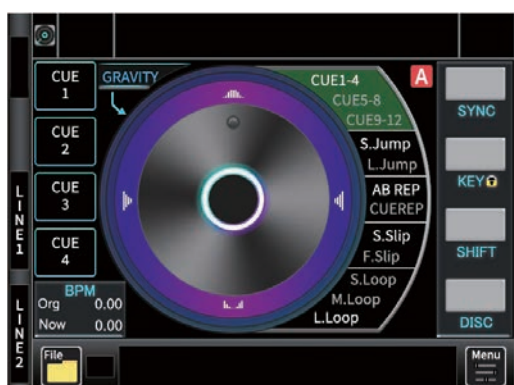 CUE
1
CUE
2
CUE
3
CUE
4
GRAVITY
CUE1-4
CUE5-8
CUE9-12
S.Jump
L.Jump
AB REP
CUEREP
S.Slip
F.Slip
S.Loop
M.Loop
L.Loop
A
SYNC
KEY
SHIFT
DISC
LINE1
LINE2
BPM
Org 0.00
Now 0.00
File
Menu